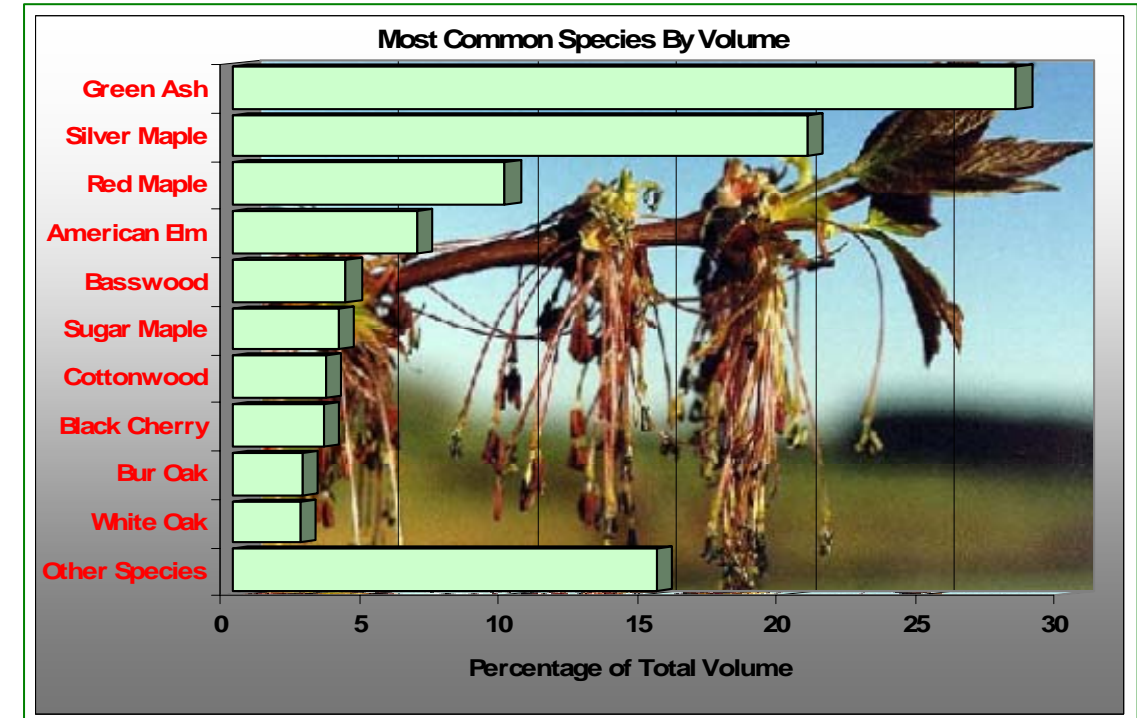 Most Common Species By Volume
Green Ash
Silver Maple
Red Maple
American Elm
Basswood
Sugar Maple
Cottonwood
Black Cherry
Bur Oak
White Oak
Other Species
0 5 10 15 20 25 30
Percentage of Total Volume